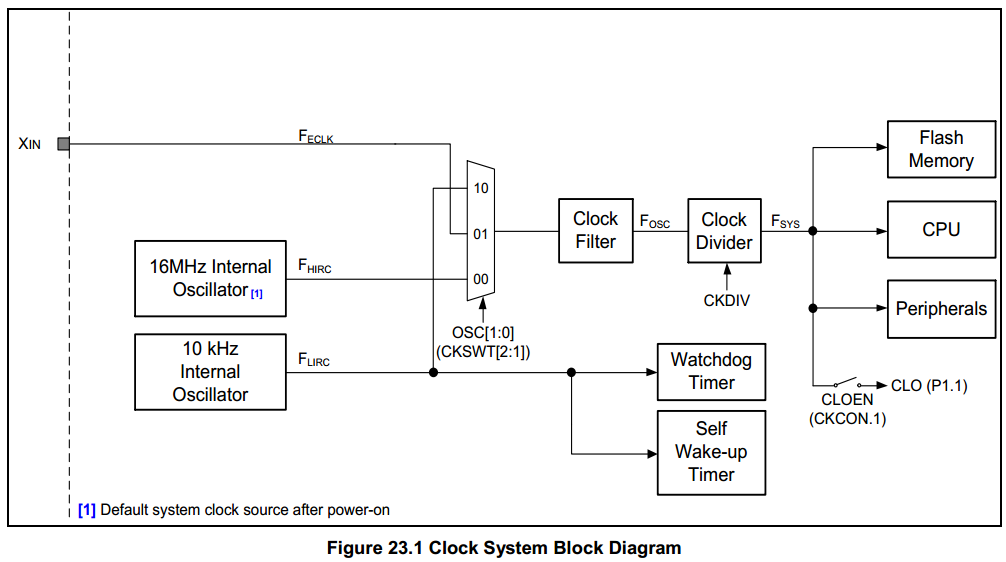 XIN
FECLK
10
01
00
16MHz Internal
Oscillator [1]
FHIRC
OSC[1:0]
(CKSWT[2:1])
10 kHz
Internal
Oscillator
FLIRC
Clock
Filter
FOSC
Clock
Divider
CKDIV
FSYS
Flash
Memory
CPU
Peripherals
CLOEN
(CKCON.1)
CLO (P1.1)
Watchdog
Timer
Self
Wake-up
Timer
[1] Default system clock source after power-on
Figure 23.1 Clock System Block Diagram